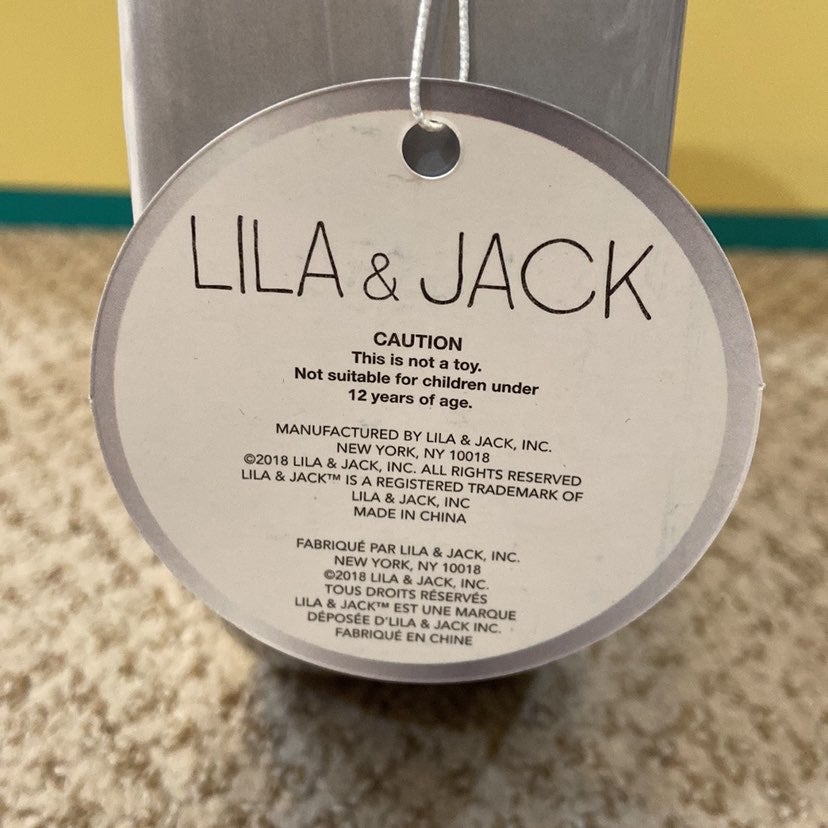 LILA & JACK
CAUTION
This is not a toy.
Not suitable for children under
12 years of age.
MANUFACTURED BY LILA & JACK, INC.
NEW YORK, NY 10018
©2018 LILA & JACK, INC. ALL RIGHTS RESERVED
LILA & JACK™ IS A REGISTERED TRADEMARK OF
LILA & JACK, INC
MADE IN CHINA
FABRIQUÉ PAR LILA & JACK, INC.
NEW YORK, NY 10018
©2018 LILA & JACK, INC.
TOUS DROITS RÉSERVÉS
LILA & JACK™ EST UNE MARQUE
DÉPOSÉE D'LILA & JACK INC.
FABRIQUÉ EN CHINE